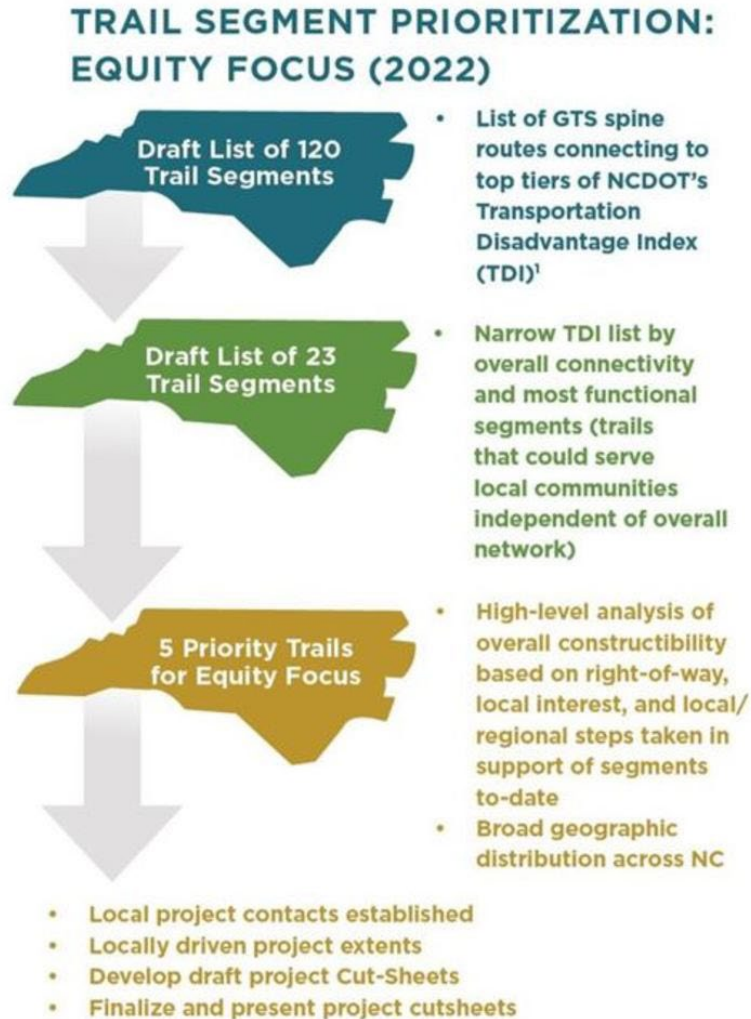 TRAIL SEGMENT PRIORITIZATION:
EQUITY FOCUS (2022)
Draft List of 120
Trail Segments
• List of GTS spine
routes connecting to
top tiers of NCDOT's
Transportation
Disadvantage Index
(TDI)¹
Draft List of 23
Trail Segments
• Narrow TDI list by
overall connectivity
and most functional
segments (trails
that could serve
local communities
independent of overall
network)
5 Priority Trails
for Equity Focus
• High-level analysis of
overall constructibility
based on right-of-way,
local interest, and local/
regional steps taken in
support of segments
to-date
• Broad geographic
distribution across NC
• Local project contacts established
• Locally driven project extents
• Develop draft project Cut-Sheets
• Finalize and present project cutsheets